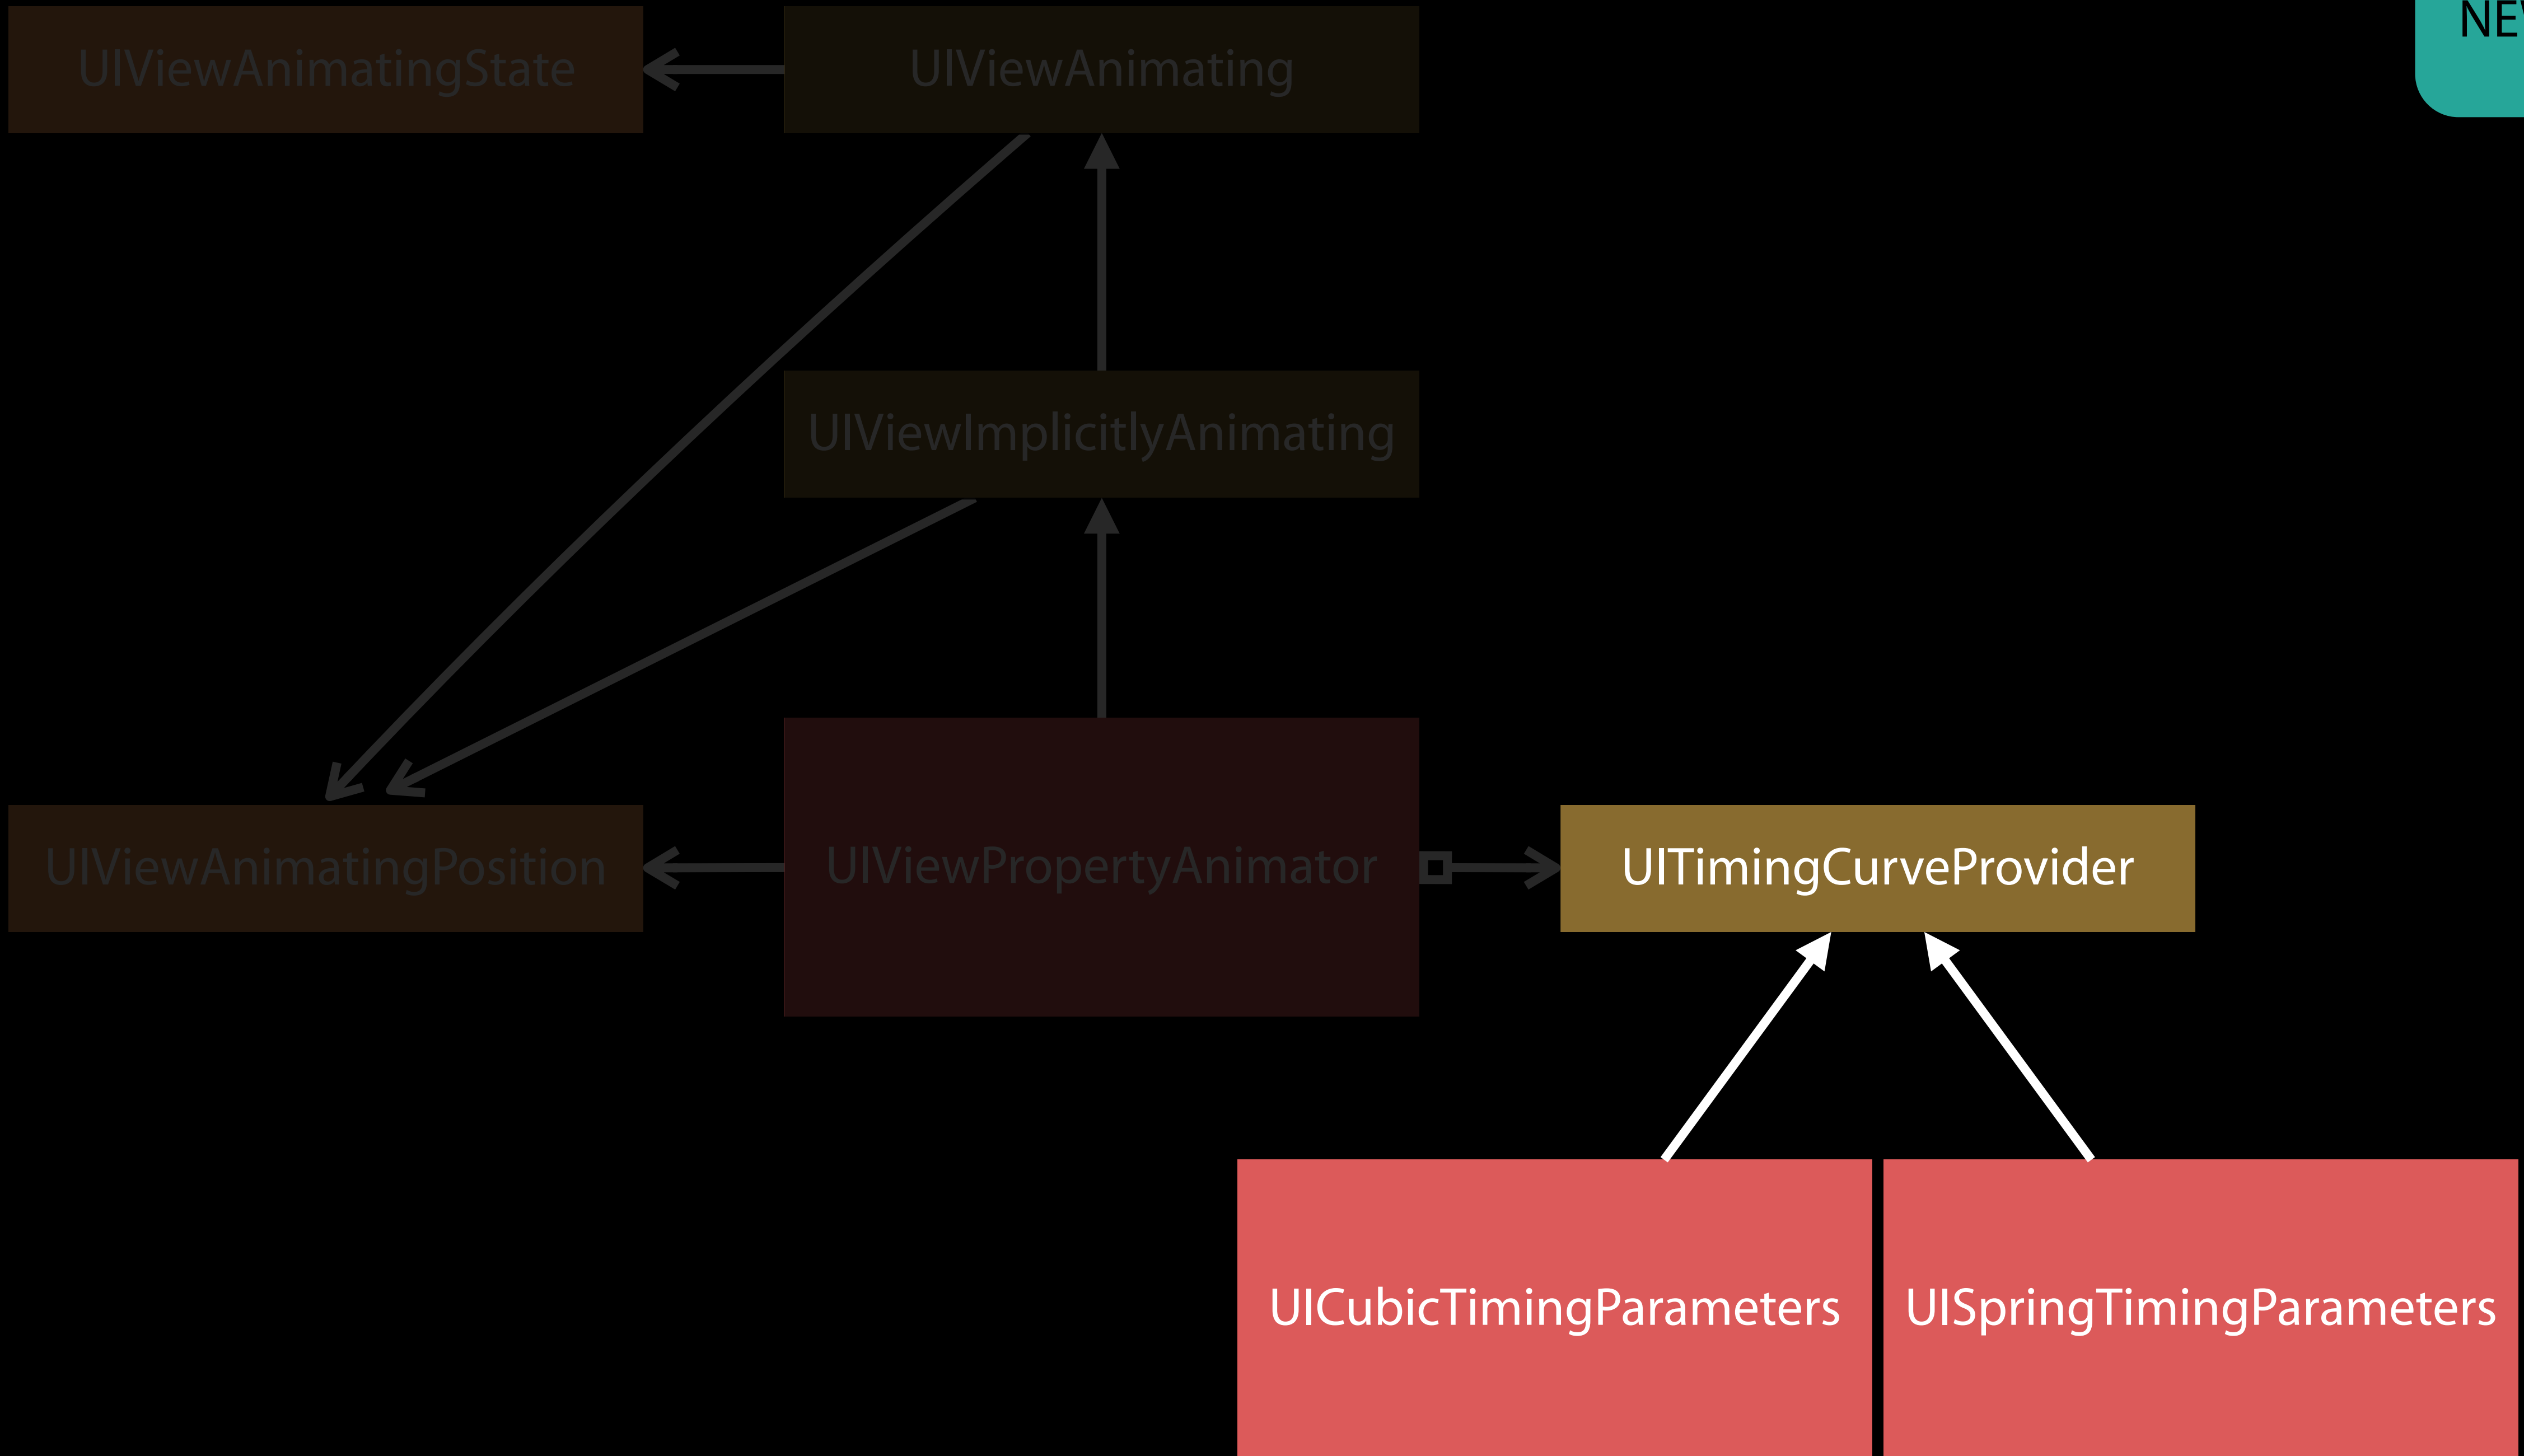 UIViewAnimatingState
UIViewAnimating
UIViewImplicitlyAnimating
UIViewAnimatingPosition
UIViewPropertyAnimator
UITimingCurveProvider
UICubicTimingParameters
UISpringTimingParameters